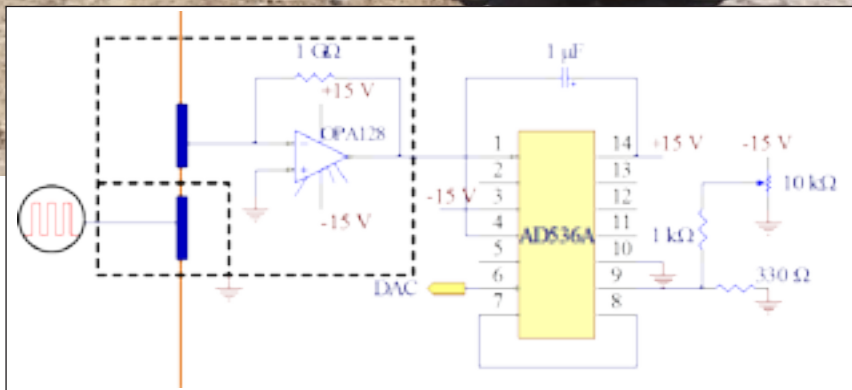 1 GΩ
1 µF
+15 V
OPA128
-15 V
1 14 +15 V
2 13
-15 V 3 12
4 11
AD536A
5 10
DAC 6 9
7 8
-15 V
10 kΩ
1 kΩ
330 Ω